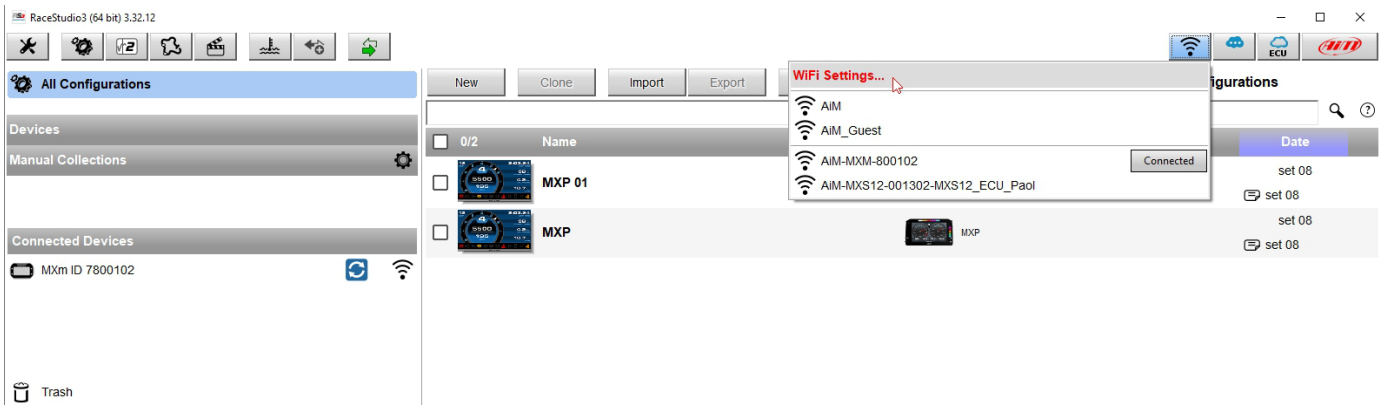 RaceStudio3 (64 bit) 3.32.12
ECU
AiM
All Configurations
New Clone Import Export
WiFi Settings...
igurations
AiM
Devices
AiM_Guest
0/2 Name
Date
Manual Collections
AiM-MXM-800102 Connected
MXP 01
set 08
AiM-MXS12-001302-MXS12_ECU_Paol
set 08
MXP
MXP
set 08
Connected Devices
set 08
MXm ID 7800102
Trash